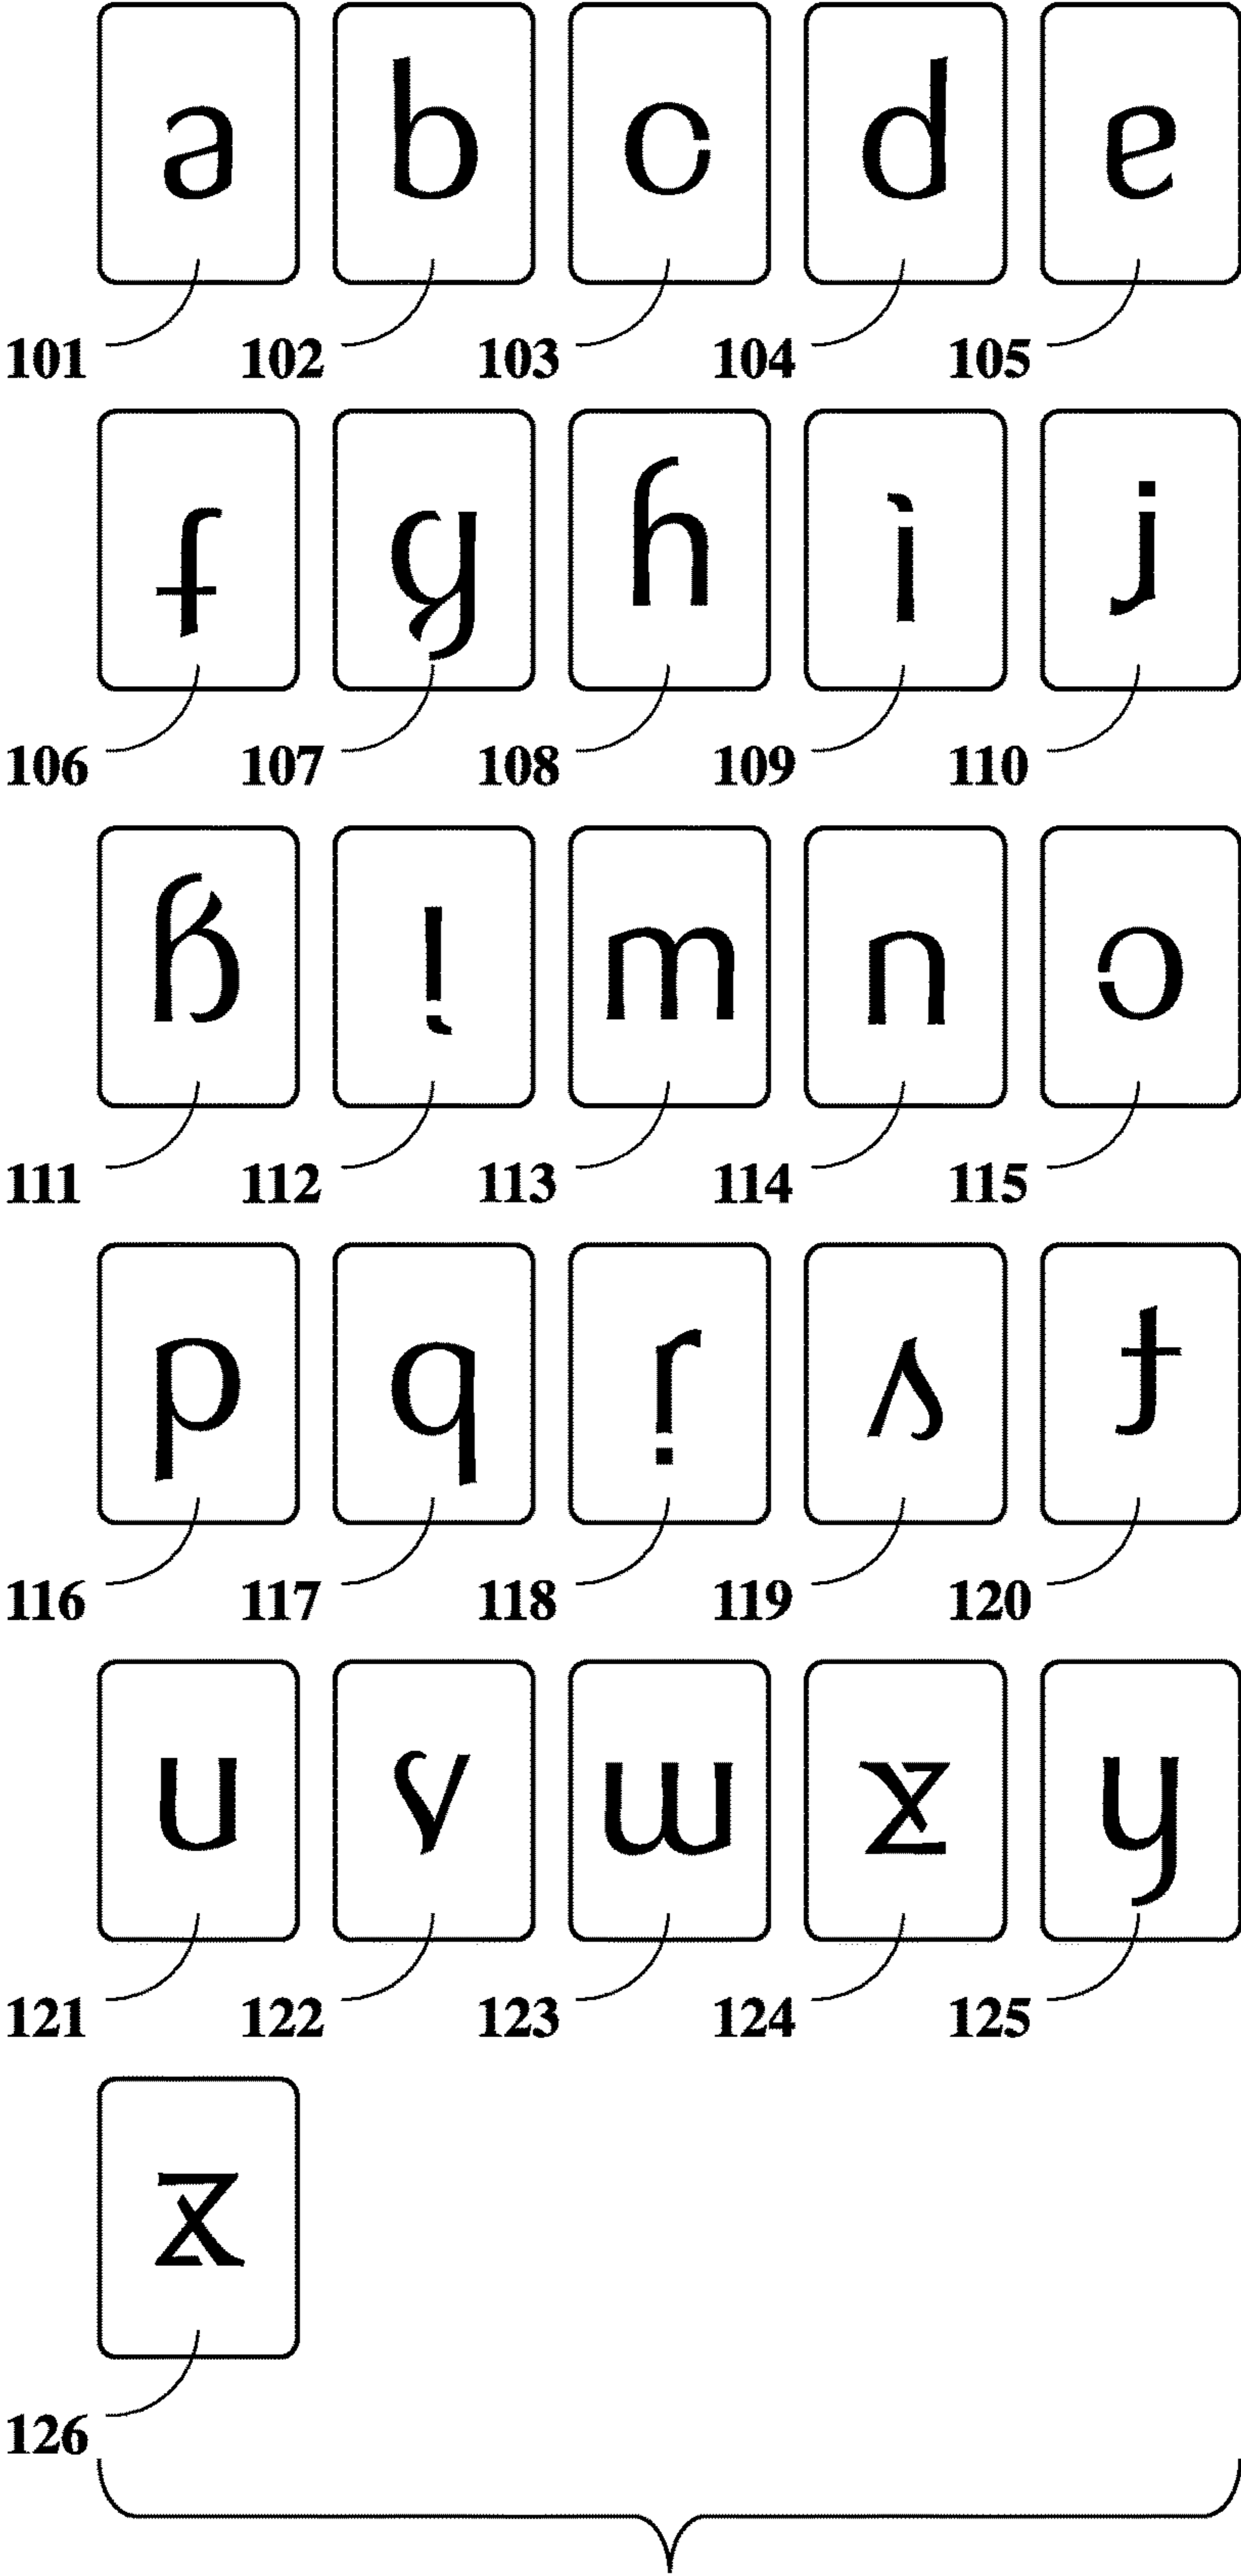 a b c d e
101 102 103 104 105
f g h i j
106 107 108 109 110
k l m n o
111 112 113 114 115
p q r s t
116 117 118 119 120
u v w x y
121 122 123 124 125
z
126